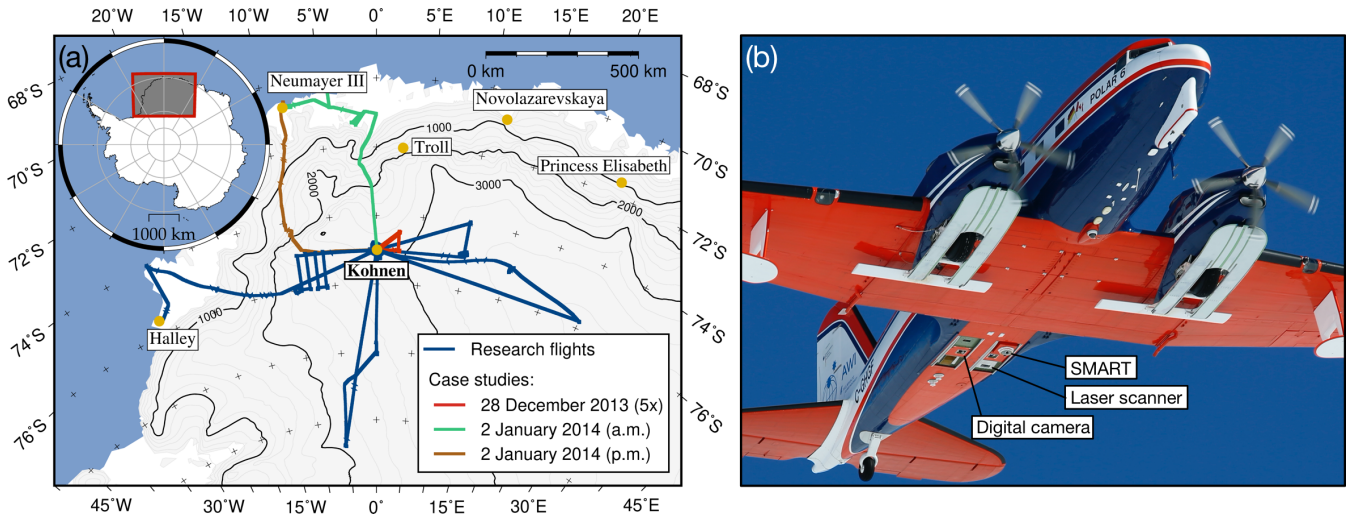 20˚W 15˚W 10˚W 5˚W 0˚ 5˚E 10˚E 15˚E 20˚E
(a)
Neumayer III
0 km 500 km
68˚S
68˚S
Novolazarevskaya
1000
Troll
Princess Elisabeth
70˚S
70˚S
2000
3000
2000
1000 km
72˚S
72˚S
Kohnen
1000
Halley
74˚S
74˚S
Research flights
Case studies:
28 December 2013 (5x)
2 January 2014 (a.m.)
2 January 2014 (p.m.)
76˚S
76˚S
45˚W 30˚W 15˚W 0˚ 15˚E 30˚E 45˚E
(b)
POLAR 6
AWI
C-GHGF
SMART
Laser scanner
Digital camera